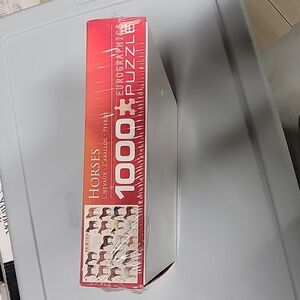 HORSES
CHEVAUX · CABALLOS · PFERDE
1000
EUROGRAPHICS
PUZZLE